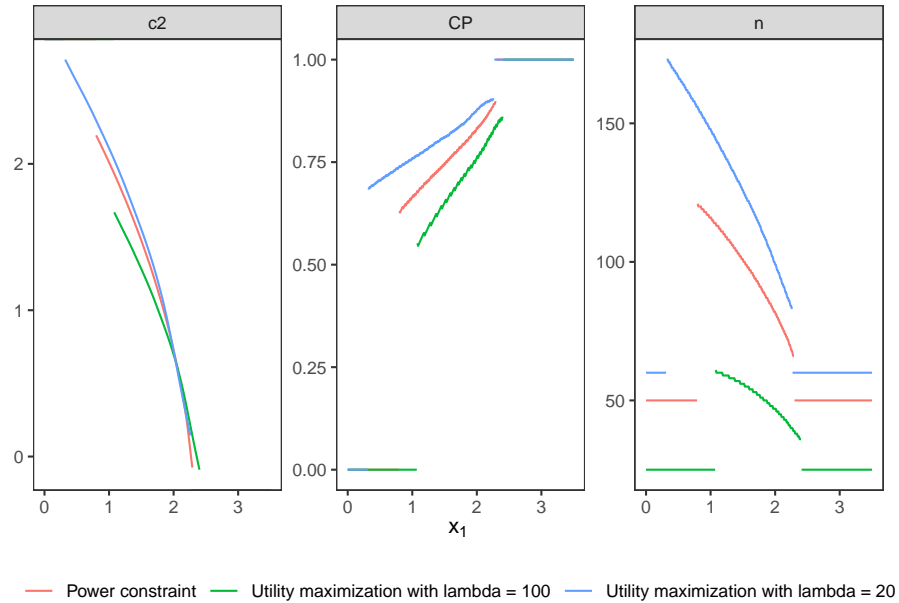 c2 CP n
2
1
0
1.00
0.75
0.50
0.25
0.00
150
100
50
0 1 2 3 0 1 2 3 0 1 2 3
x1
Power constraint Utility maximization with lambda = 100 Utility maximization with lambda = 20